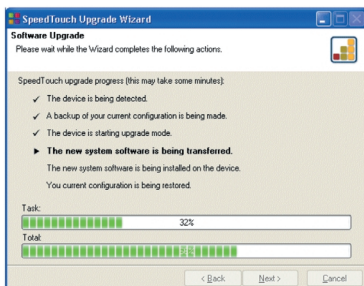 SpeedTouch Upgrade Wizard
Software Upgrade
Please wait while the Wizard completes the following actions.
SpeedTouch upgrade progress (this may take some minutes):
✓ The device is being detected.
✓ A backup of your current configuration is being made.
✓ The device is starting upgrade mode.
► The new system software is being transferred.
The new system software is being installed on the device.
You current configuration is being restored.
Task:
32%
Total:
< Back Next > Cancel